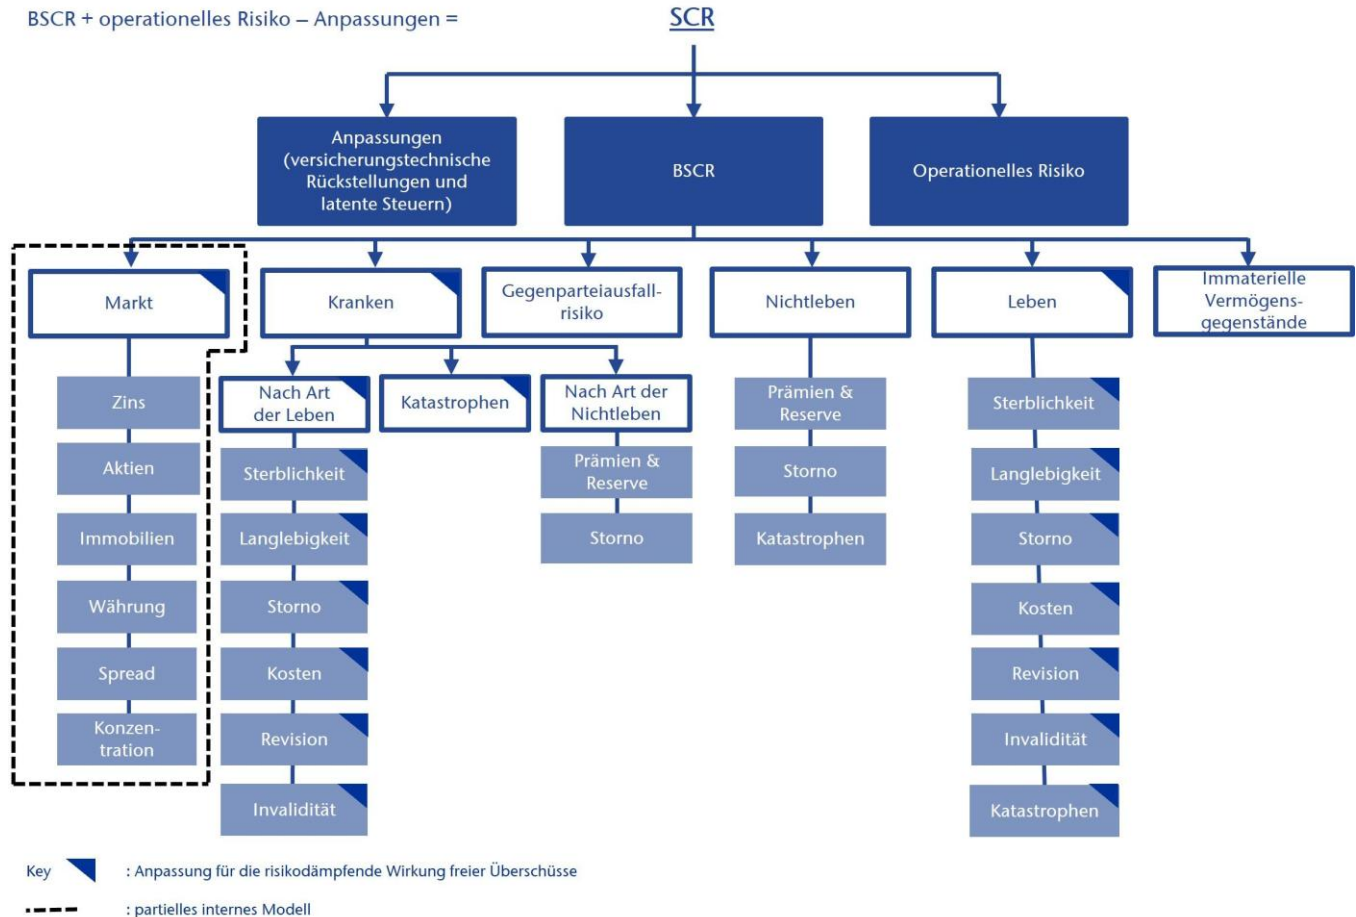 BSCR + operationelles Risiko – Anpassungen =
SCR
Anpassungen
(versicherungstechnische
Rückstellungen und
latente Steuern)
BSCR
Operationelles Risiko
Markt
Kranken
Gegenparteiausfall-
risiko
Nichtleben
Leben
Immaterielle
Vermögens-
gegenstände
Zins
Aktien
Immobilien
Währung
Spread
Konzen-
tration
Nach Art
der Leben
Sterblichkeit
Langlebigkeit
Storno
Kosten
Revision
Invalidität
Katastrophen
Nach Art der
Nichtleben
Prämien &
Reserve
Storno
Prämien &
Reserve
Storno
Katastrophen
Sterblichkeit
Langlebigkeit
Storno
Kosten
Revision
Invalidität
Katastrophen
Key : Anpassung für die risikodämpfende Wirkung freier Überschüsse
: partielles internes Modell